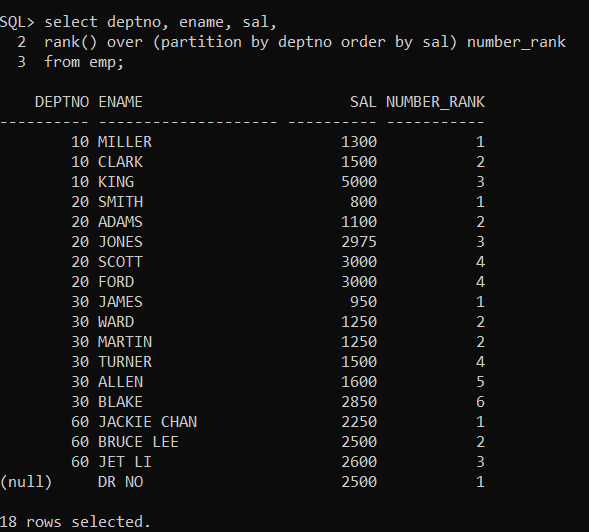 SQL> select deptno, ename, sal,
  2  rank() over (partition by deptno order by sal) number_rank
  3  from emp;
    DEPTNO ENAME                       SAL NUMBER_RANK
---------- -------------------- ---------- -----------
        10 MILLER                     1300           1
        10 CLARK                      1500           2
        10 KING                       5000           3
        20 SMITH                       800           1
        20 ADAMS                      1100           2
        20 JONES                      2975           3
        20 SCOTT                      3000           4
        20 FORD                       3000           4
        30 JAMES                       950           1
        30 WARD                       1250           2
        30 MARTIN                     1250           2
        30 TURNER                     1500           4
        30 ALLEN                      1600           5
        30 BLAKE                      2850           6
        60 JACKIE CHAN                2250           1
        60 BRUCE LEE                  2500           2
        60 JET LI                     2600           3
(null)     DR NO                      2500           1
18 rows selected.